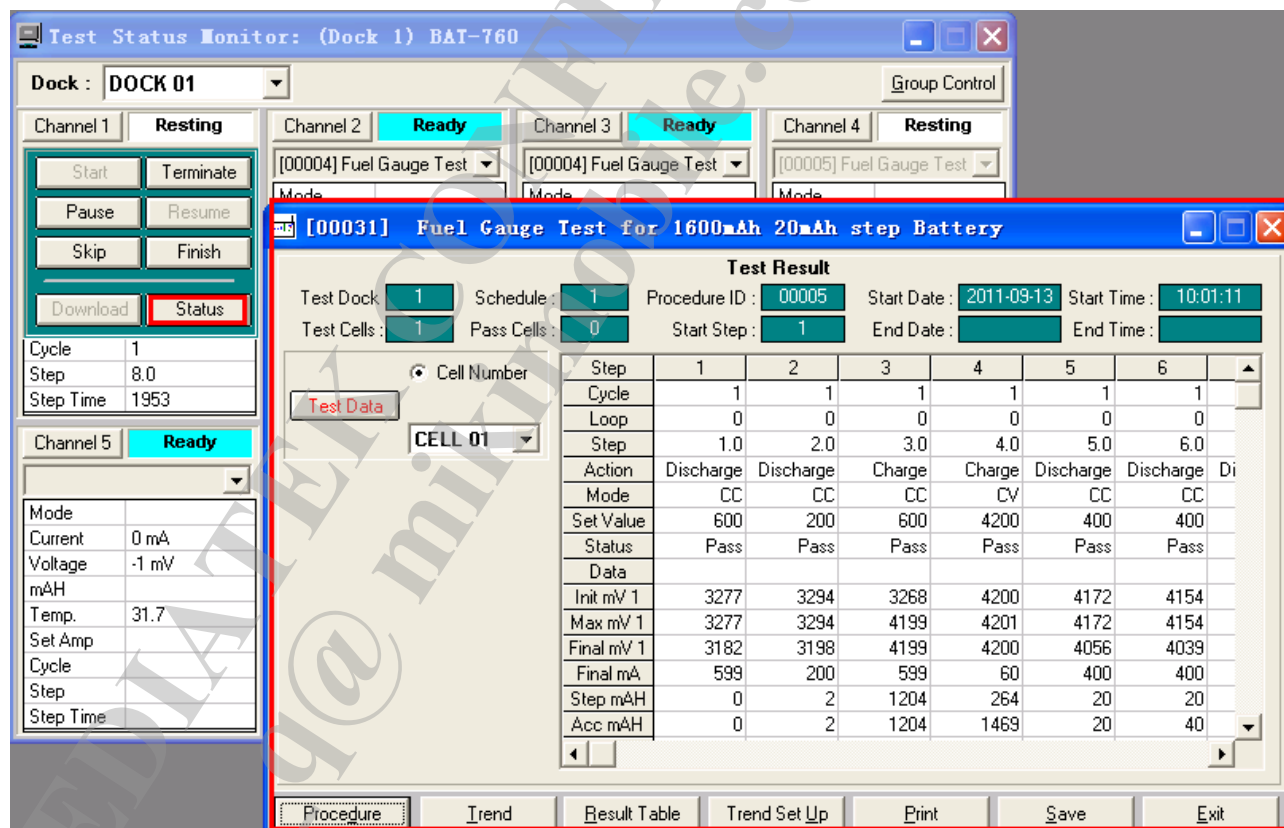 Test Status Monitor: (Dock 1) BAT-760
Dock : DOCK 01 Group Control
Channel 1 Resting Channel 2 Ready Channel 3 Ready Channel 4 Resting
Start Terminate [00004] Fuel Gauge Test [00004] Fuel Gauge Test [00005] Fuel Gauge Test
Mode Mode Mode
Pause Resume
Skip Finish
Download Status
Cycle 1
Step 8.0
Step Time 1953
Channel 5 Ready
Mode
Current 0 mA
Voltage -1 mV
mAH
Temp. 31.7
Set Amp
Cycle
Step
Step Time
[00031] Fuel Gauge Test for 1600mAh 20mAh step Battery
Test Result
Test Dock 1 Schedule : 1 Procedure ID : 00005 Start Date : 2011-09-13 Start Time : 10:01:11
Test Cells : 1 Pass Cells : 0 Start Step : 1 End Date : End Time :
Cell Number
Test Data
CELL 01
Step 1 2 3 4 5 6
Cycle 1 1 1 1 1 1
Loop 0 0 0 0 0 0
Step 1.0 2.0 3.0 4.0 5.0 6.0
Action Discharge Discharge Charge Charge Discharge Discharge Di
Mode CC CC CC CV CC CC
Set Value 600 200 600 4200 400 400
Status Pass Pass Pass Pass Pass Pass
Data
Init mV 1 3277 3294 3268 4200 4172 4154
Max mV 1 3277 3294 4199 4201 4172 4154
Final mV 1 3182 3198 4199 4200 4056 4039
Final mA 599 200 599 60 400 400
Step mAH 0 2 1204 264 20 20
Acc mAH 0 2 1204 1469 20 40
Procedure Trend Result Table Trend Set Up Print Save Exit